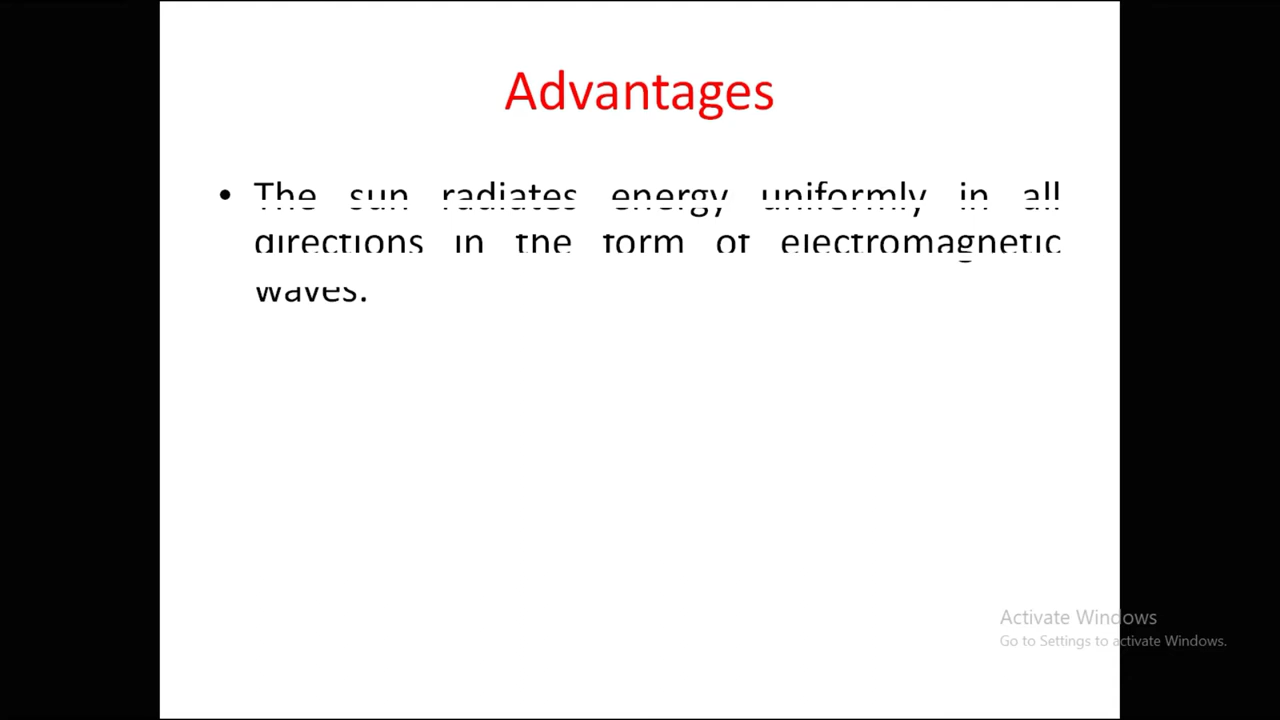 Advantages
• The sun radiates energy uniformly in all
directions in the form of electromagnetic
waves.
Activate Windows
Go to Settings to activate Windows.